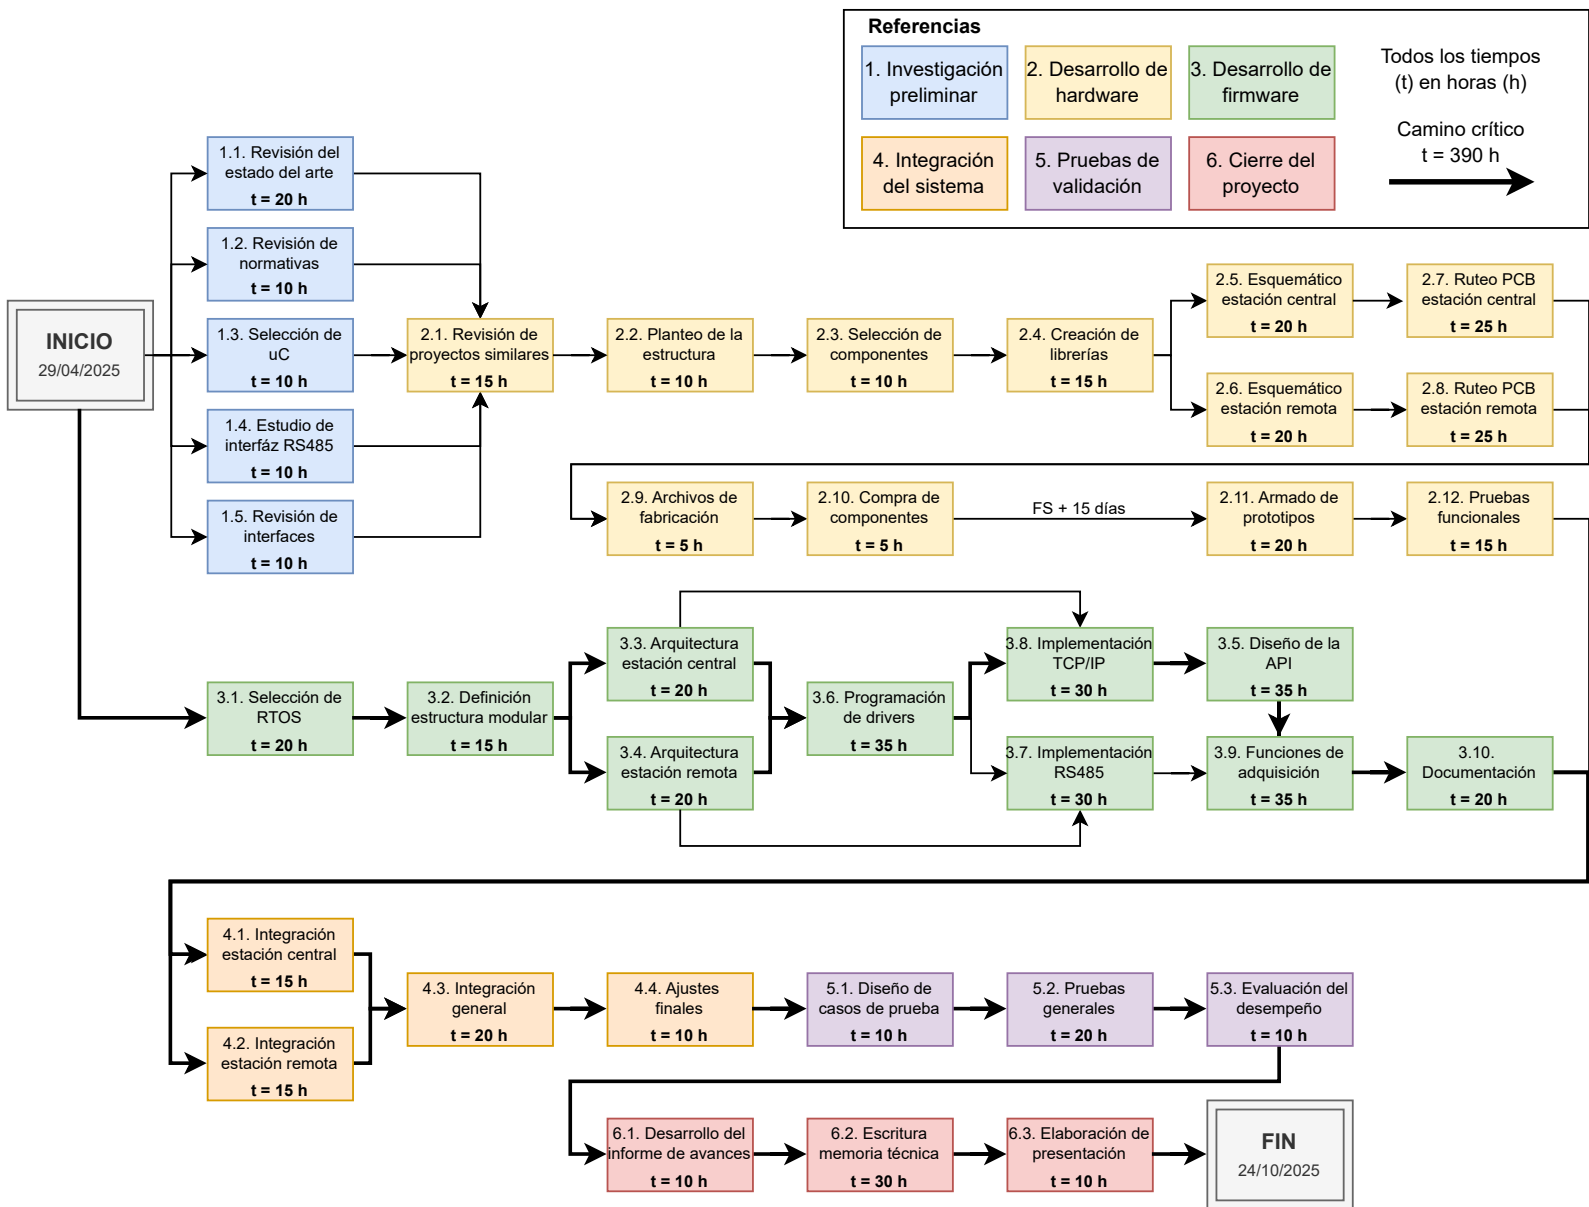 Referencias
1. Investigación
preliminar
2. Desarrollo de
hardware
3. Desarrollo de
firmware
Todos los tiempos
(t) en horas (h)
4. Integración
del sistema
5. Pruebas de
validación
6. Cierre del
proyecto
Camino crítico
t = 390 h
INICIO
29/04/2025
1.1. Revisión del
estado del arte
t = 20 h
1.2. Revisión de
normativas
t = 10 h
1.3. Selección de
uC
t = 10 h
1.4. Estudio de
interfáz RS485
t = 10 h
1.5. Revisión de
interfaces
t = 10 h
2.1. Revisión de
proyectos similares
t = 15 h
2.2. Planteo de la
estructura
t = 10 h
2.3. Selección de
componentes
t = 10 h
2.4. Creación de
librerías
t = 15 h
2.5. Esquemático
estación central
t = 20 h
2.6. Esquemático
estación remota
t = 20 h
2.7. Ruteo PCB
estación central
t = 25 h
2.8. Ruteo PCB
estación remota
t = 25 h
2.9. Archivos de
fabricación
t = 5 h
2.10. Compra de
componentes
t = 5 h
FS + 15 días
2.11. Armado de
prototipos
t = 20 h
2.12. Pruebas
funcionales
t = 15 h
3.1. Selección de
RTOS
t = 20 h
3.2. Definición
estructura modular
t = 15 h
3.3. Arquitectura
estación central
t = 20 h
3.4. Arquitectura
estación remota
t = 20 h
3.6. Programación
de drivers
t = 35 h
3.8. Implementación
TCP/IP
t = 30 h
3.7. Implementación
RS485
t = 30 h
3.5. Diseño de la
API
t = 35 h
3.9. Funciones de
adquisición
t = 35 h
3.10.
Documentación
t = 20 h
4.1. Integración
estación central
t = 15 h
4.2. Integración
estación remota
t = 15 h
4.3. Integración
general
t = 20 h
4.4. Ajustes
finales
t = 10 h
5.1. Diseño de
casos de prueba
t = 10 h
5.2. Pruebas
generales
t = 20 h
5.3. Evaluación del
desempeño
t = 10 h
6.1. Desarrollo del
informe de avances
t = 10 h
6.2. Escritura
memoria técnica
t = 30 h
6.3. Elaboración de
presentación
t = 10 h
FIN
24/10/2025